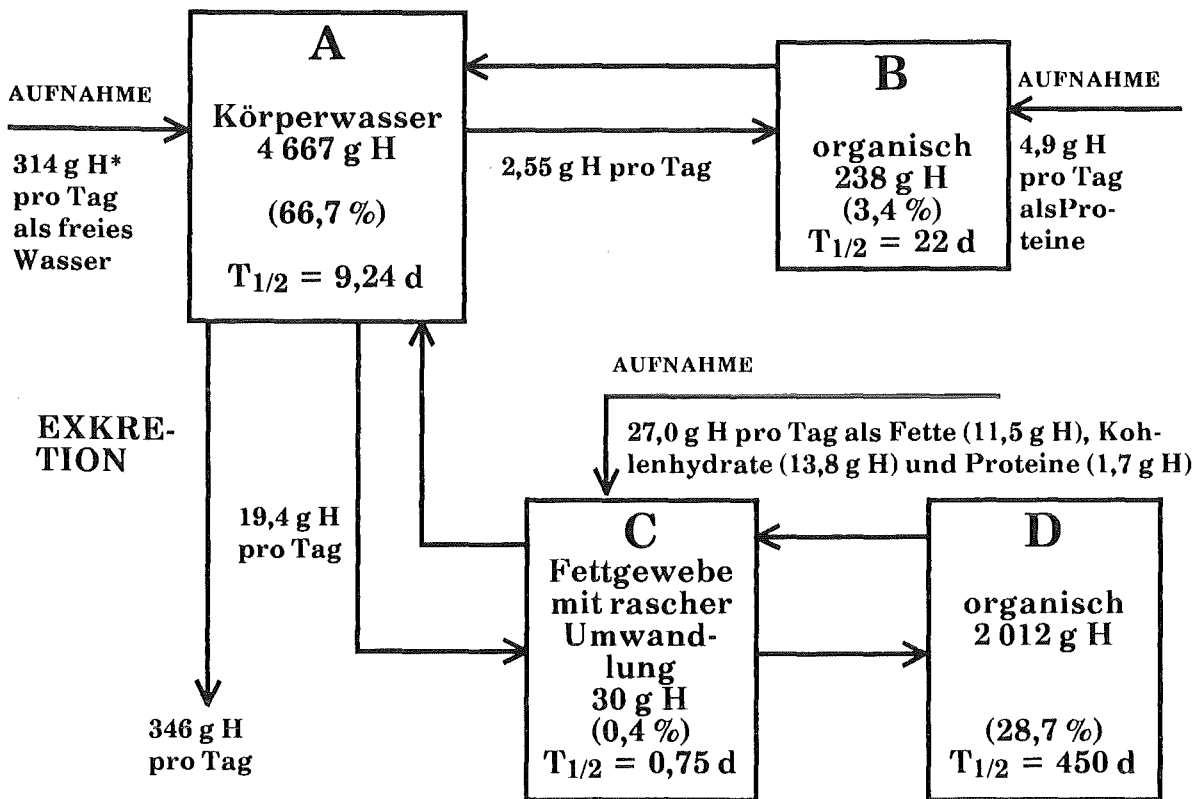 A
Körperwasser
4 667 g H
(66,7 %)
T1/2 = 9,24 d
AUFNAHME
314 g H*
pro Tag
als freies
Wasser
2,55 g H pro Tag
B
organisch
238 g H
(3,4 %)
T1/2 = 22 d
AUFNAHME
4,9 g H
pro Tag
alsPro-
teine
EXKRE-
TION
346 g H
pro Tag
19,4 g H
pro Tag
AUFNAHME
27,0 g H pro Tag als Fette (11,5 g H), Koh-
lenhydrate (13,8 g H) und Proteine (1,7 g H)
C
Fettgewebe
mit rascher
Umwand-
lung
30 g H
(0,4 %)
T1/2 = 0,75 d
D
organisch
2 012 g H
(28,7 %)
T1/2 = 450 d